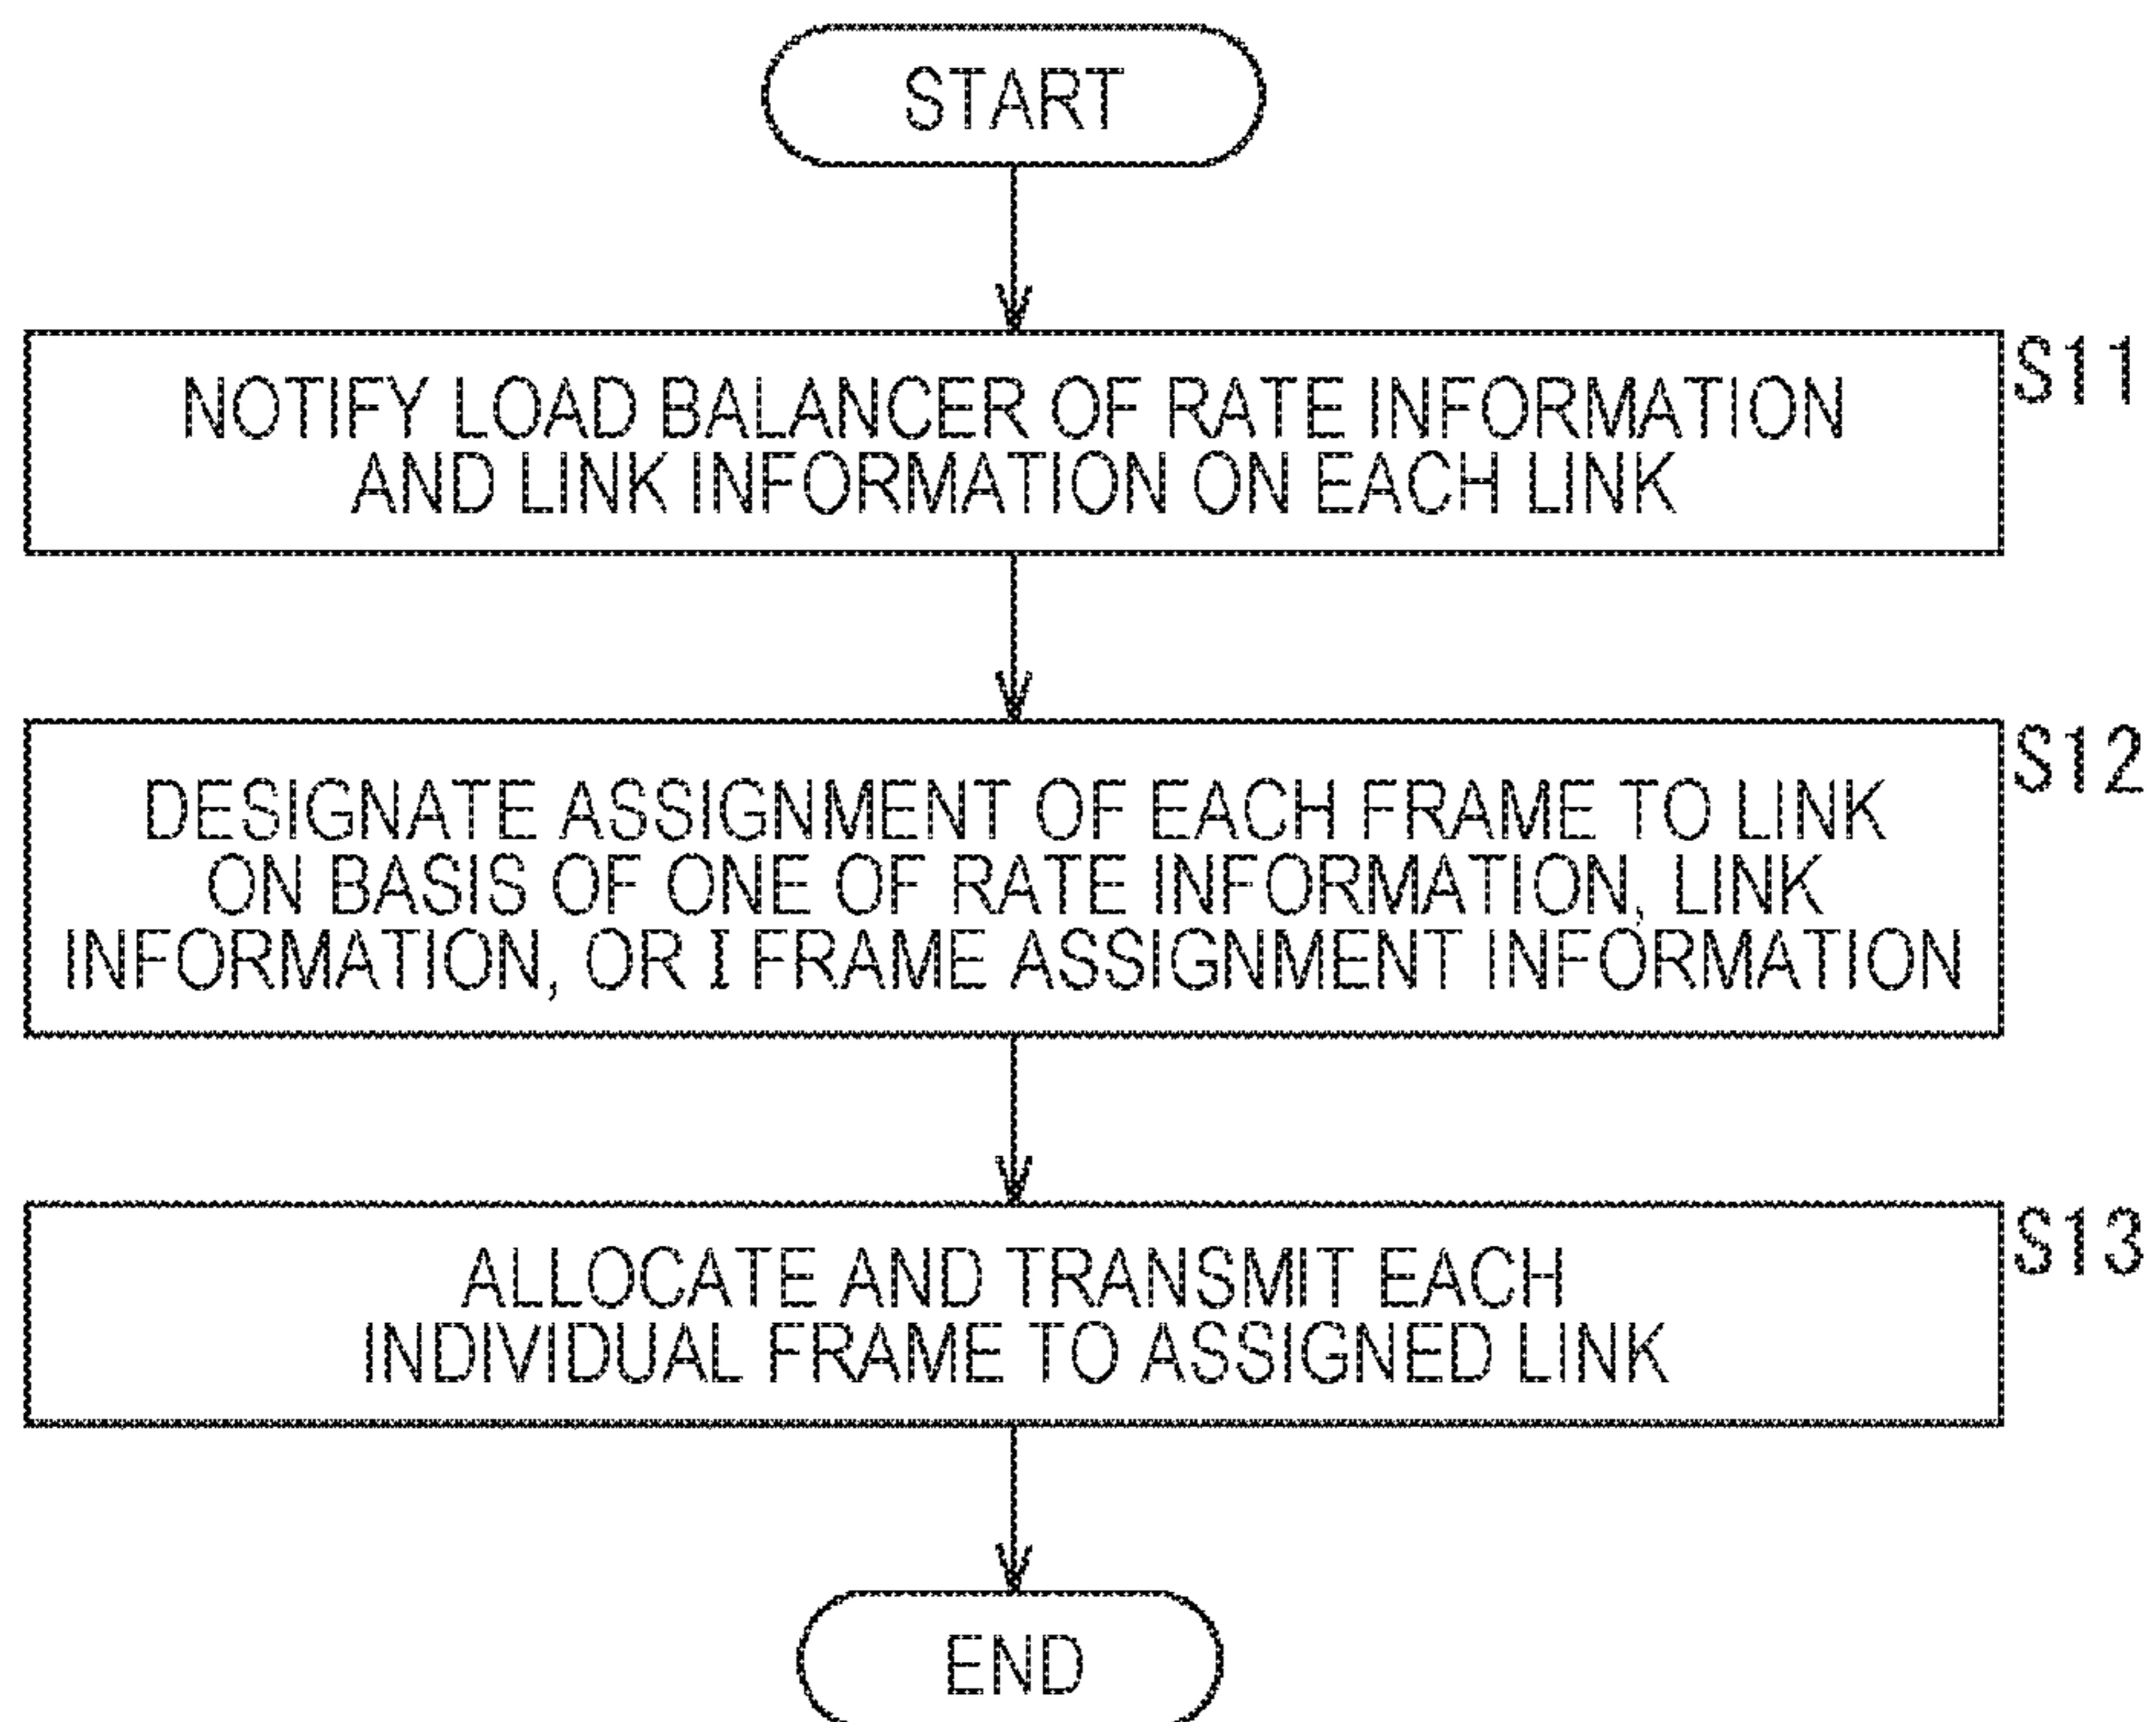 START
NOTIFY LOAD BALANCER OF RATE INFORMATION
AND LINK INFORMATION ON EACH LINK
S11
DESIGNATE ASSIGNMENT OF EACH FRAME TO LINK
ON BASIS OF ONE OF RATE INFORMATION, LINK
INFORMATION, OR I FRAME ASSIGNMENT INFORMATION
S12
ALLOCATE AND TRANSMIT EACH
INDIVIDUAL FRAME TO ASSIGNED LINK
S13
END